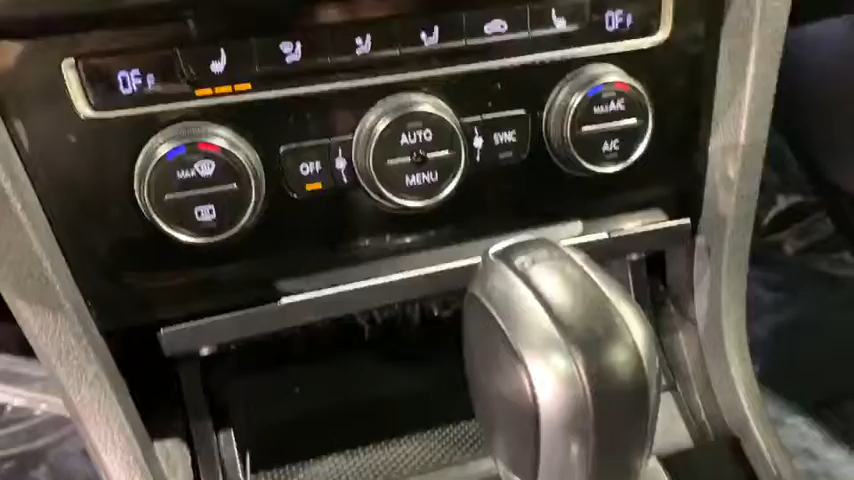 OFF
OFF
MAX
OFF
AUTO
MENU
SYNC
MAX A/C
A/C